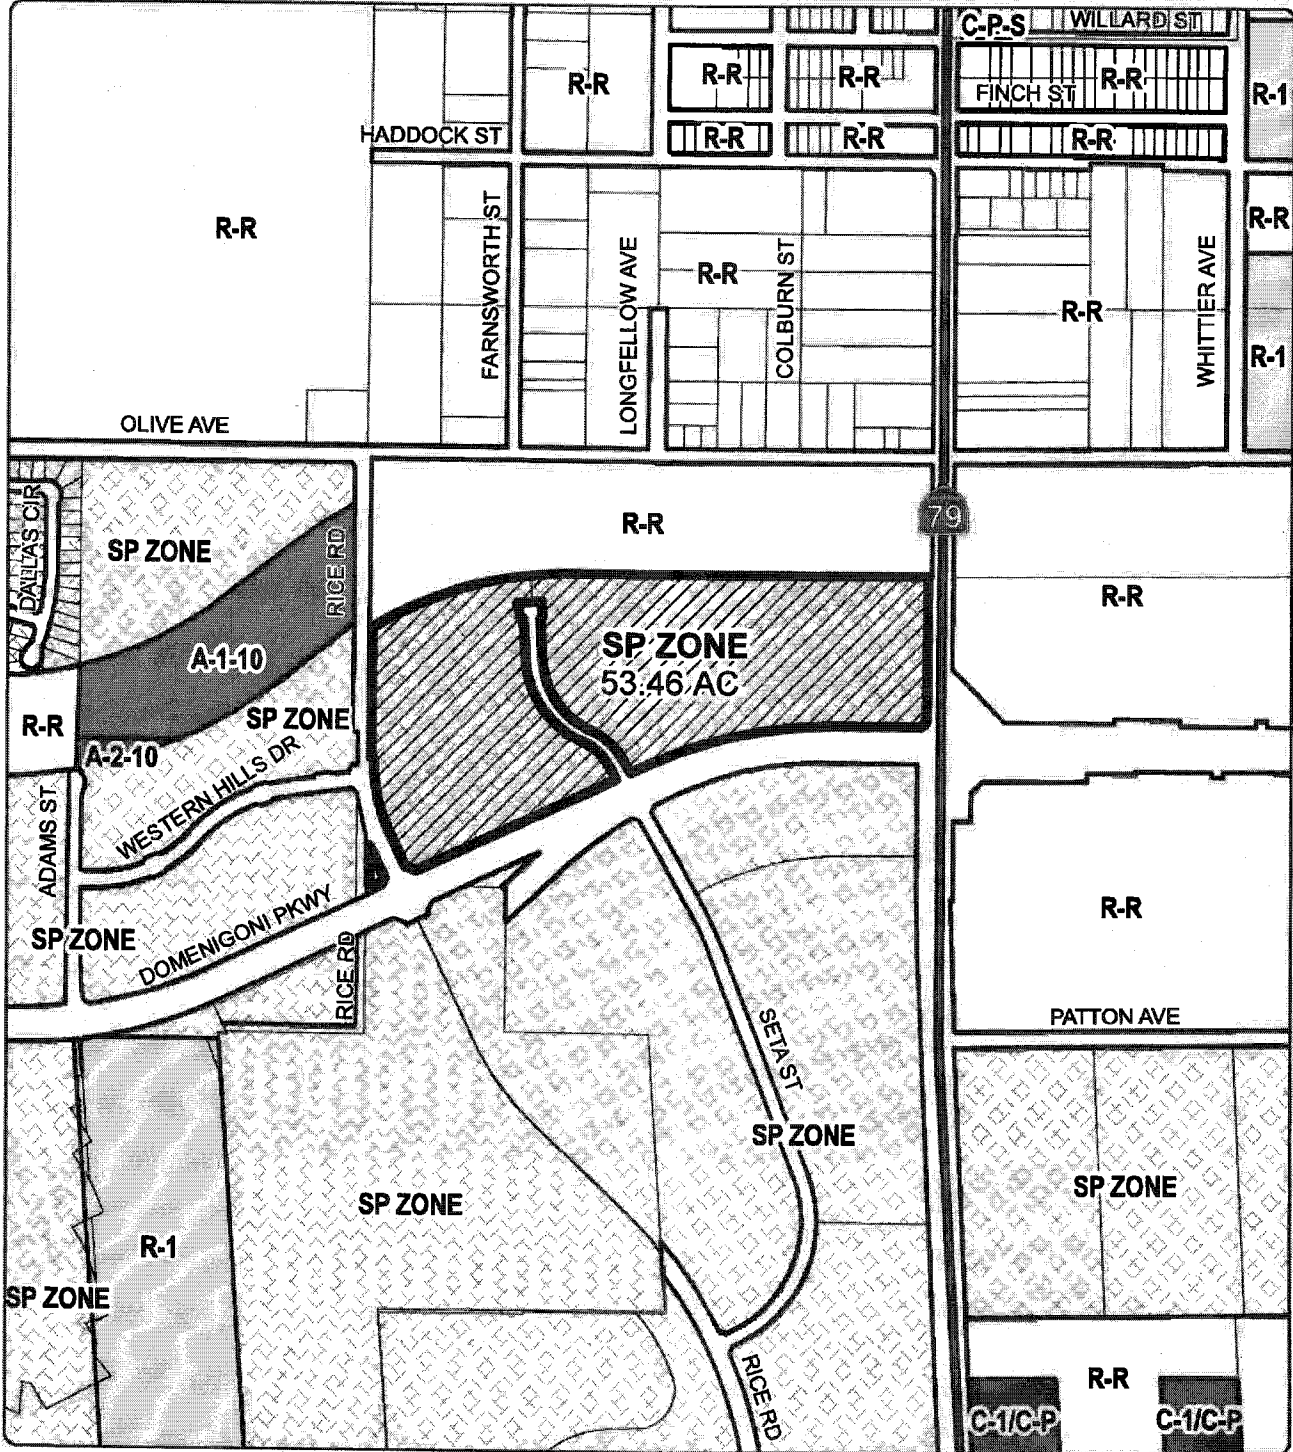 C-P-S
WILLARD ST
R-R
R-R
R-R
R-R
FINCH ST
R-1
HADDOCK ST
R-R
R-R
R-R
R-R
R-R
FARNSWORTH ST
LONGFELLOW AVE
R-R
COLBURN ST
R-R
WHITTIER AVE
R-1
OLIVE AVE
DALLAS CIR
SP ZONE
RICE RD
R-R
79
R-R
A-1-10
SP ZONE
53.46 AC
R-R
SP ZONE
A-2-10
WESTERN HILLS DR
ADAMS ST
SP ZONE
DOMENIGONI PKWY
RICE RD
R-R
PATTON AVE
SETA ST
SP ZONE
SP ZONE
SP ZONE
R-1
SP ZONE
RICE RD
R-R
C-1/C-P
C-1/C-P